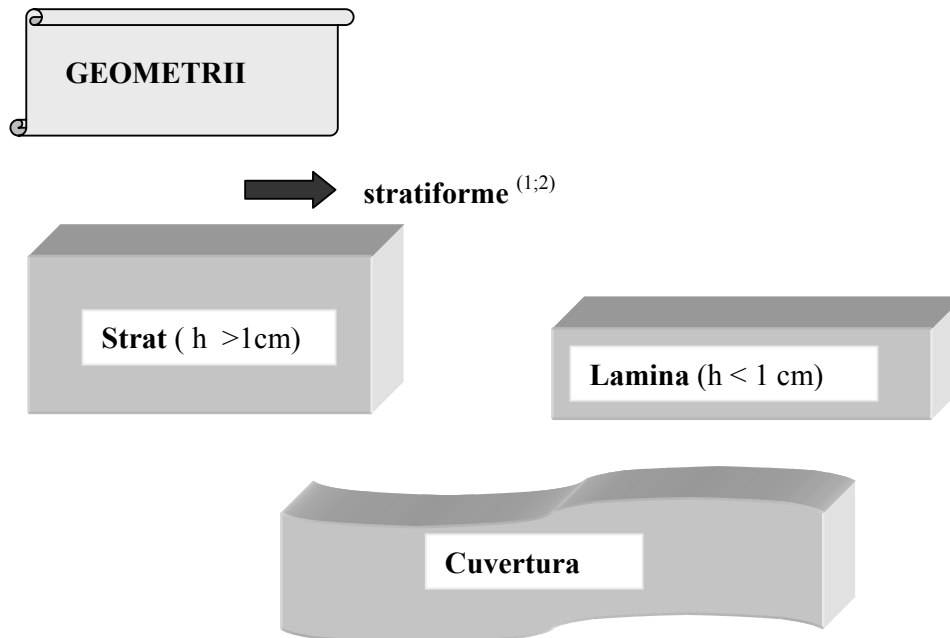 GEOMETRII
stratiforme (1;2)
Strat ( h >1cm)
Lamina (h < 1 cm)
Cuvertura